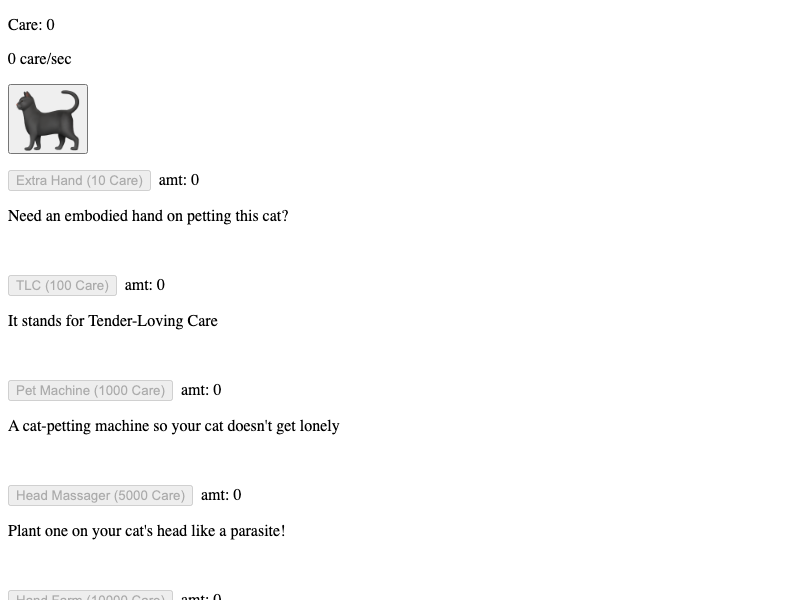 Care: 0
0 care/sec
Extra Hand (10 Care) amt: 0
Need an embodied hand on petting this cat?
TLC (100 Care) amt: 0
It stands for Tender-Loving Care
Pet Machine (1000 Care) amt: 0
A cat-petting machine so your cat doesn't get lonely
Head Massager (5000 Care) amt: 0
Plant one on your cat's head like a parasite!
Hand Farm (10000 Care) amt: 0